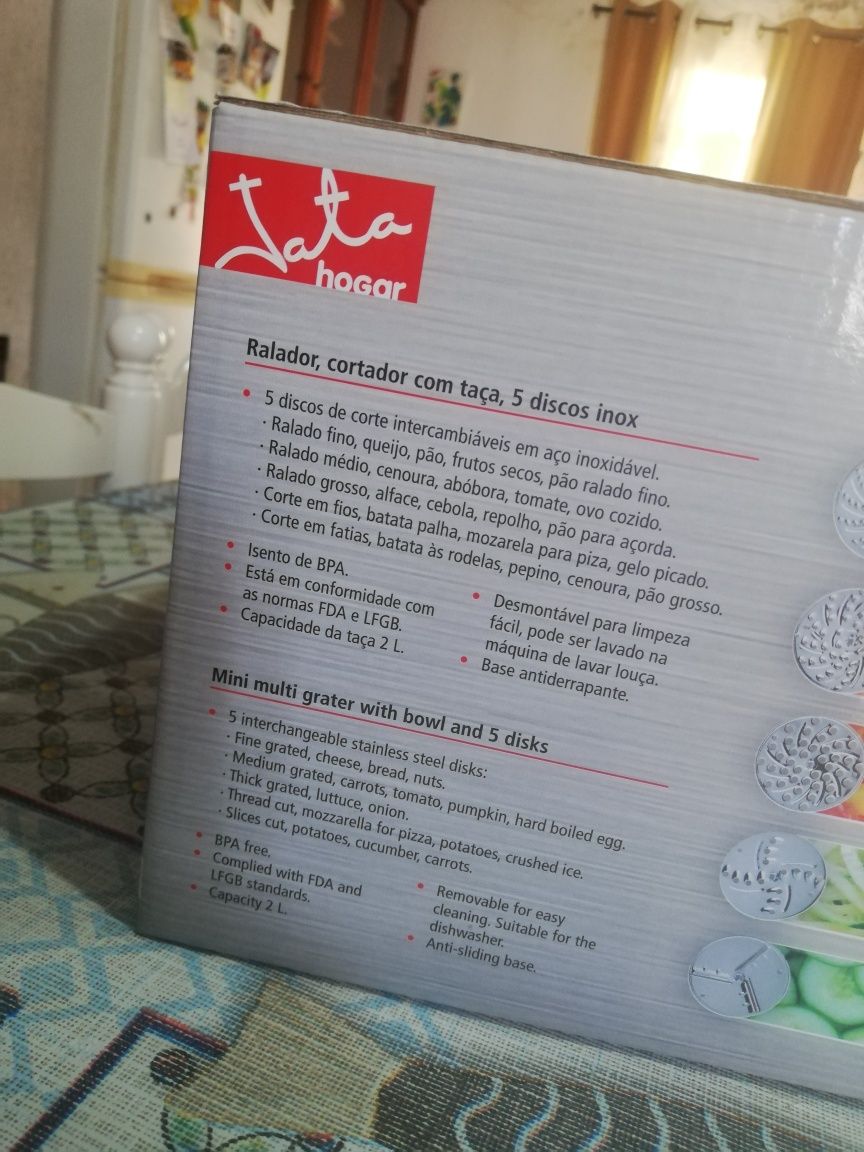 Jata
hogar
Ralador, cortador com taça, 5 discos inox
• 5 discos de corte intercambiáveis em aço inoxidável.
· Ralado fino, queijo, pão, frutos secos, pão ralado fino.
· Ralado médio, cenoura, abóbora, tomate, ovo cozido.
· Ralado grosso, alface, cebola, repolho, pão para açorda.
· Corte em fios, batata palha, mozarela para piza, gelo picado.
· Corte em fatias, batata às rodelas, pepino, cenoura, pão grosso.
• Isento de BPA.
• Está em conformidade com
as normas FDA e LFGB.
• Capacidade da taça 2 L.
• Desmontável para limpeza
fácil, pode ser lavado na
máquina de lavar louça.
• Base antiderrapante.
Mini multi grater with bowl and 5 disks
• 5 interchangeable stainless steel disks:
· Fine grated, cheese, bread, nuts.
· Medium grated, carrots, tomato, pumpkin, hard boiled egg.
· Thick grated, luttuce, onion.
· Thread cut, mozzarella for pizza, potatoes, crushed ice.
· Slices cut, potatoes, cucumber, carrots.
• BPA free.
• Complied with FDA and
LFGB standards.
• Capacity 2 L.
• Removable for easy
cleaning. Suitable for the
dishwasher.
• Anti-sliding base.